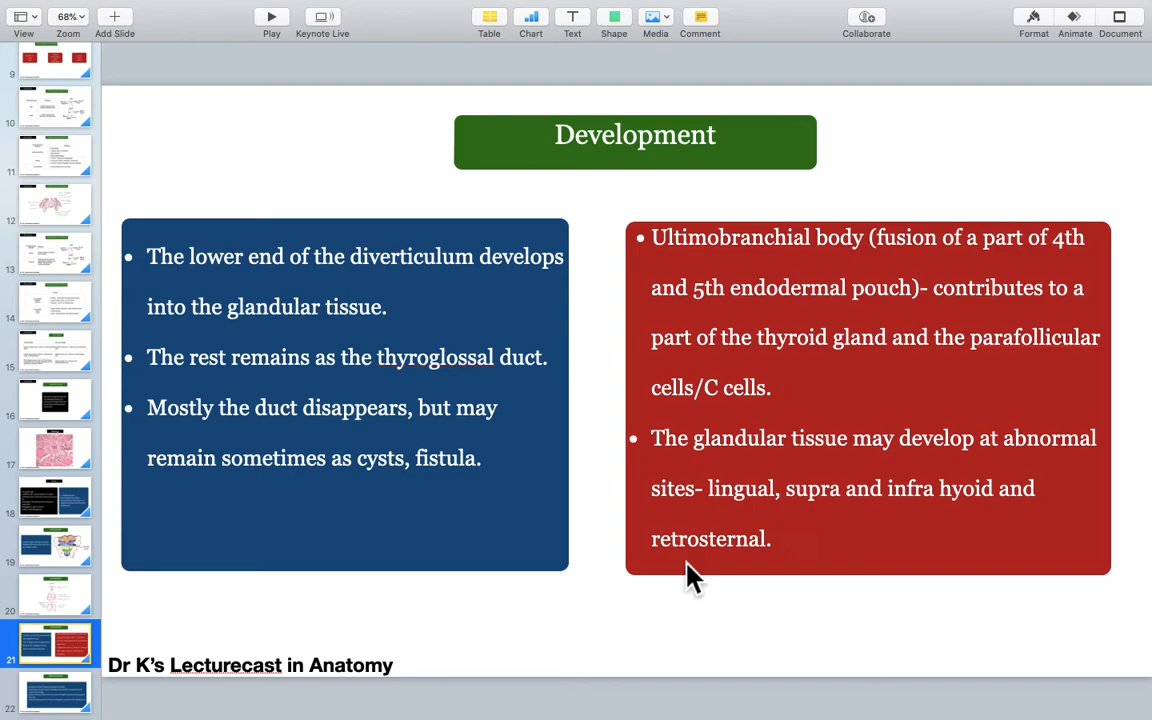 68%
View
Zoom
Add Slide
Play
Keynote Live
Table
Chart
Text
Shape
Media
Comment
Collaborate
Format
Animate
Document
9
10
11
12
13
14
15
16
17
18
19
20
21
22
Development
The lower end of the diverticulum develops
into the glandular tissue.
The rest remains as the thyroglossal duct.
Mostly the duct disappears, but may
remain sometimes as cysts, fistula.
Ultimobranchial body (fusion of a part of 4th
and 5th endodermal pouch)- contributes to a
part of the thyroid gland and the parafollicular
cells/C cells.
The glandular tissue may develop at abnormal
sites- lingual, supra and infra hyoid and
retrosternal.
Dr K's Lecturecast in Anatomy